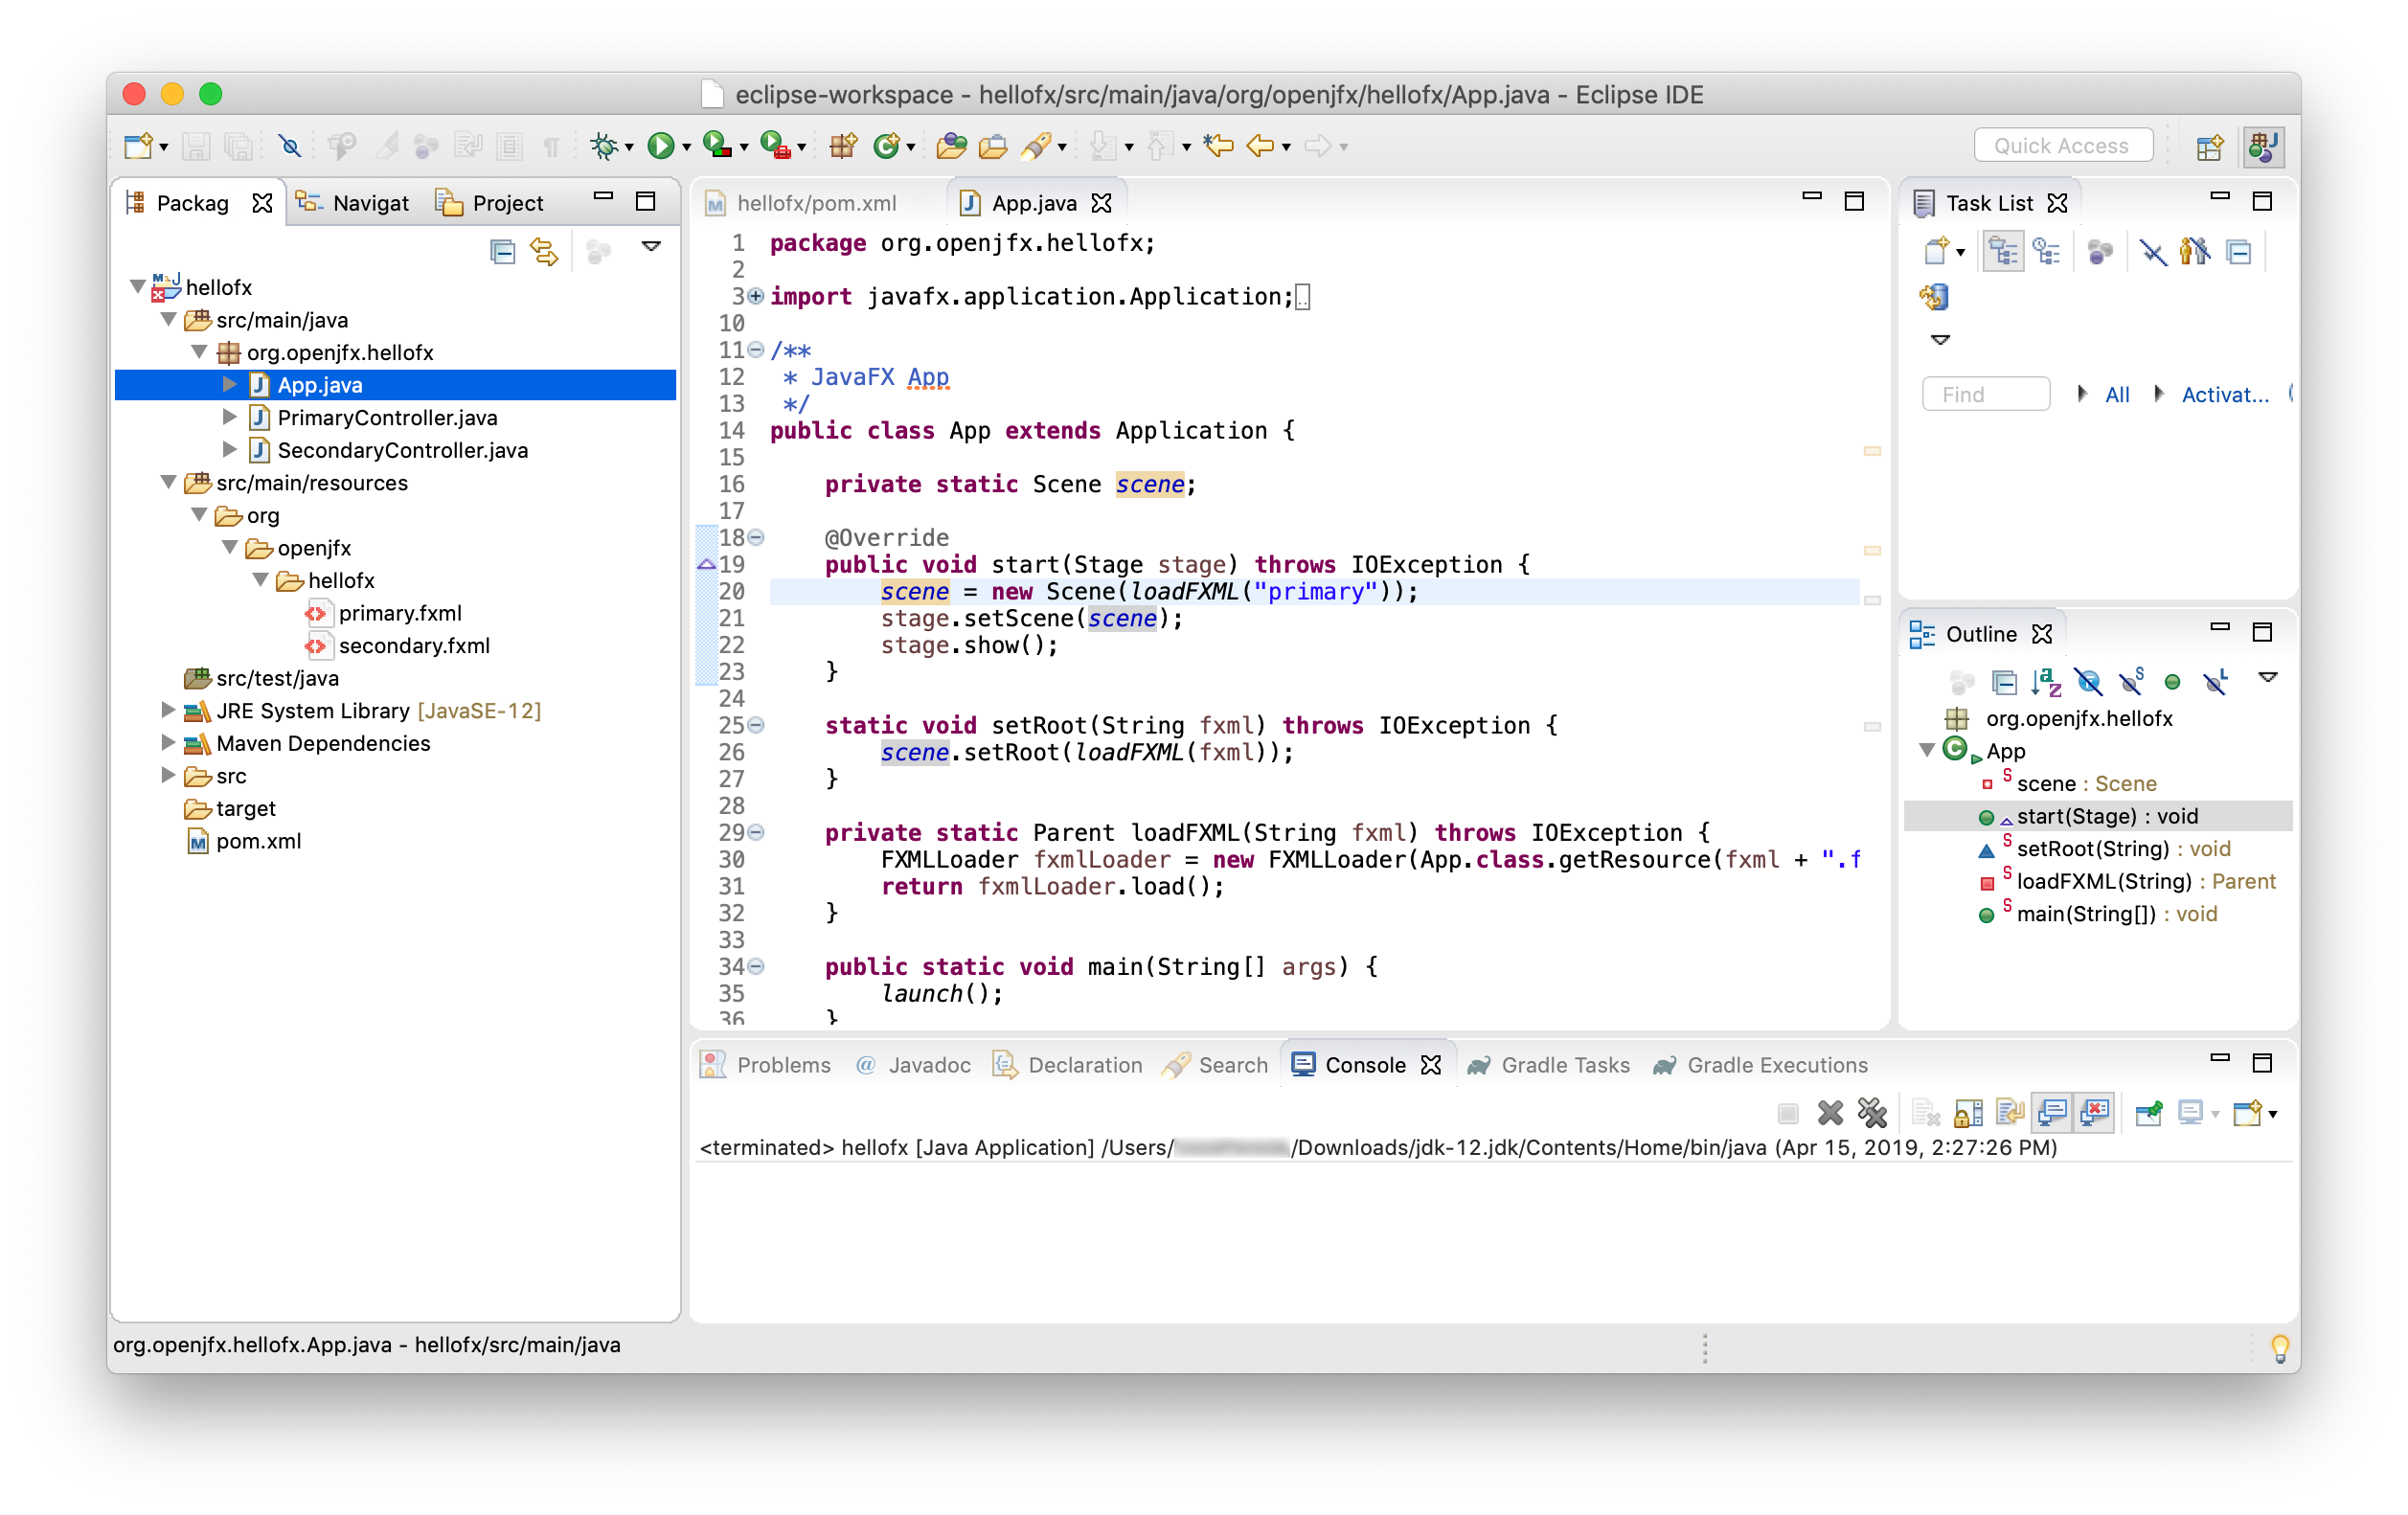 eclipse-workspace - hellofx/src/main/java/org/openjfx/hellofx/App.java - Eclipse IDE
Quick Access
Packag
Navigat
Project
hellofx
src/main/java
org.openjfx.hellofx
App.java
PrimaryController.java
SecondaryController.java
src/main/resources
org
openjfx
hellofx
primary.fxml
secondary.fxml
src/test/java
JRE System Library [JavaSE-12]
Maven Dependencies
src
target
pom.xml
hellofx/pom.xml
App.java
1 package org.openjfx.hellofx;
2
3 import javafx.application.Application;
10
11 /**
12 * JavaFX App
13 */
14 public class App extends Application {
15
16 private static Scene scene;
17
18 @Override
19 public void start(Stage stage) throws IOException {
20 scene = new Scene(loadFXML("primary"));
21 stage.setScene(scene);
22 stage.show();
23 }
24
25 static void setRoot(String fxml) throws IOException {
26 scene.setRoot(loadFXML(fxml));
27 }
28
29 private static Parent loadFXML(String fxml) throws IOException {
30 FXMLLoader fxmlLoader = new FXMLLoader(App.class.getResource(fxml + ".f
31 return fxmlLoader.load();
32 }
33
34 public static void main(String[] args) {
35 launch();
36 }
Task List
Find
All
Activat...
Outline
org.openjfx.hellofx
App
scene : Scene
start(Stage) : void
setRoot(String) : void
loadFXML(String) : Parent
main(String[]) : void
Problems
Javadoc
Declaration
Search
Console
Gradle Tasks
Gradle Executions
<terminated> hellofx [Java Application] /Users/ /Downloads/jdk-12.jdk/Contents/Home/bin/java (Apr 15, 2019, 2:27:26 PM)
org.openjfx.hellofx.App.java - hellofx/src/main/java